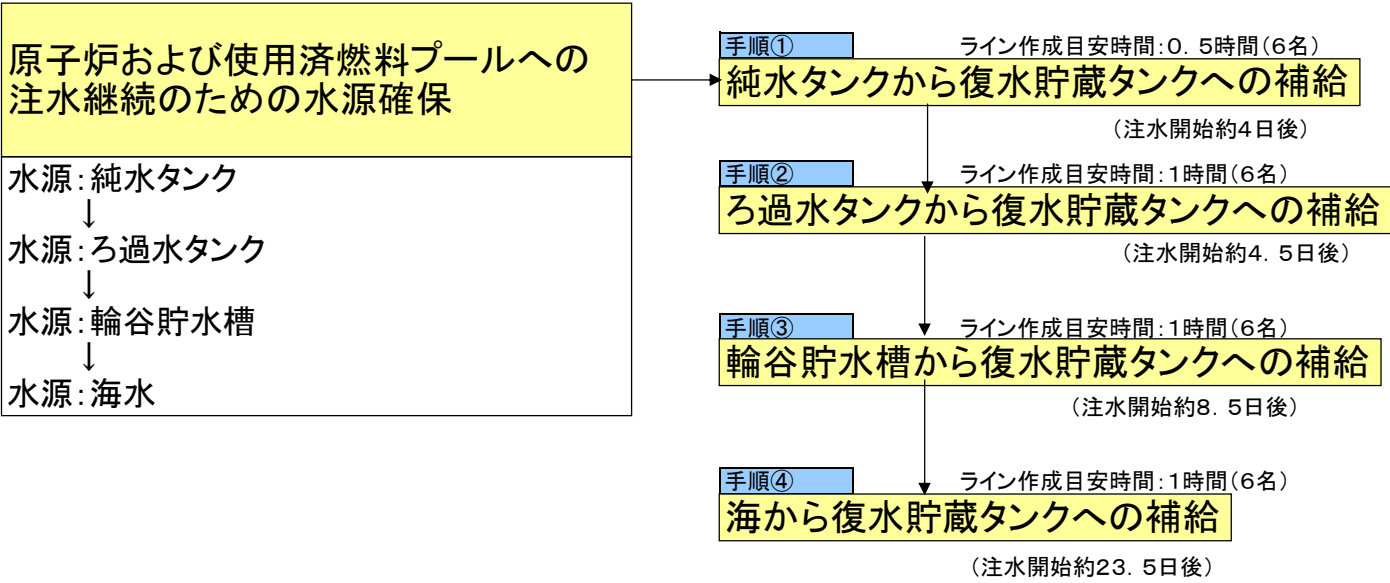 原子炉および使用済燃料プールへの
注水継続のための水源確保
水源:純水タンク
↓
水源:ろ過水タンク
↓
水源:輪谷貯水槽
↓
水源:海水
手順① ライン作成目安時間:0.5時間(6名)
純水タンクから復水貯蔵タンクへの補給
(注水開始約4日後)
手順② ライン作成目安時間:1時間(6名)
ろ過水タンクから復水貯蔵タンクへの補給
(注水開始約4.5日後)
手順③ ライン作成目安時間:1時間(6名)
輪谷貯水槽から復水貯蔵タンクへの補給
(注水開始約8.5日後)
手順④ ライン作成目安時間:1時間(6名)
海から復水貯蔵タンクへの補給
(注水開始約23.5日後)